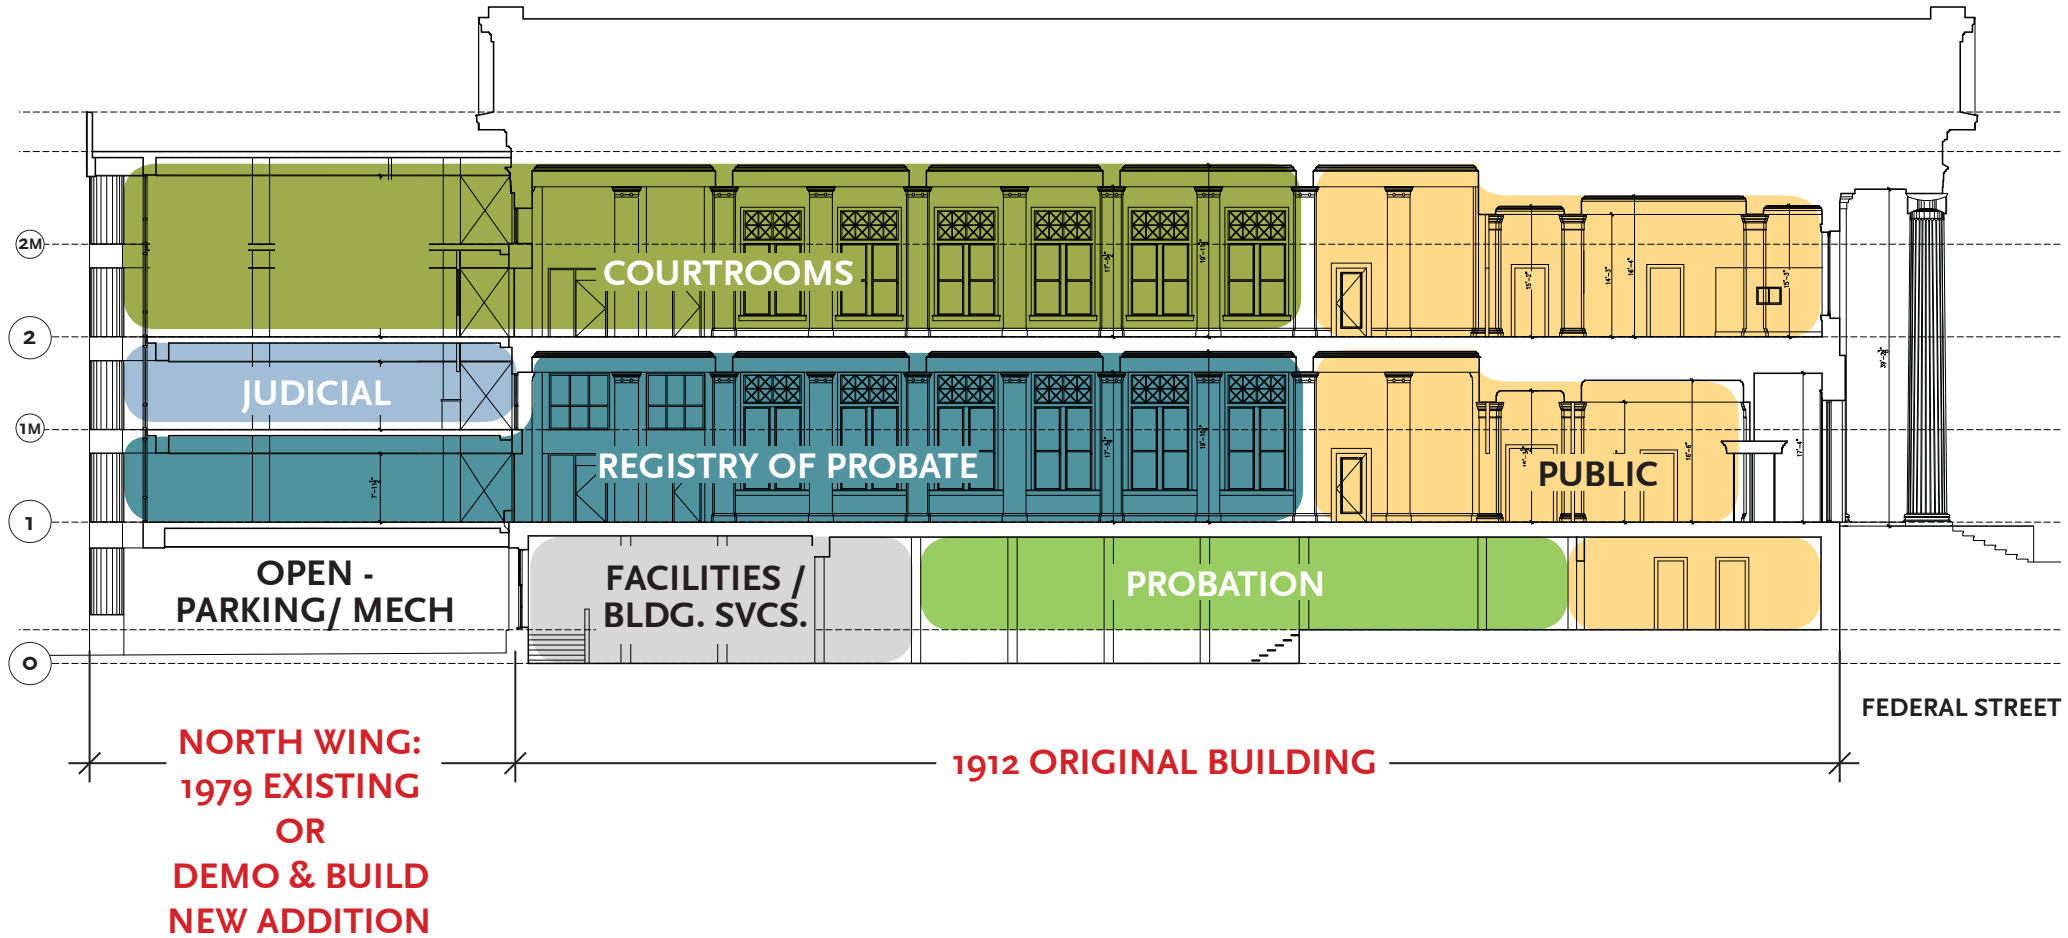 2M
COURTROOMS
2
JUDICIAL
1M
REGISTRY OF PROBATE
PUBLIC
1
OPEN -
PARKING/ MECH
FACILITIES /
BLDG. SVCS.
PROBATION
0
FEDERAL STREET
NORTH WING:
1979 EXISTING
OR
DEMO & BUILD
NEW ADDITION
1912 ORIGINAL BUILDING